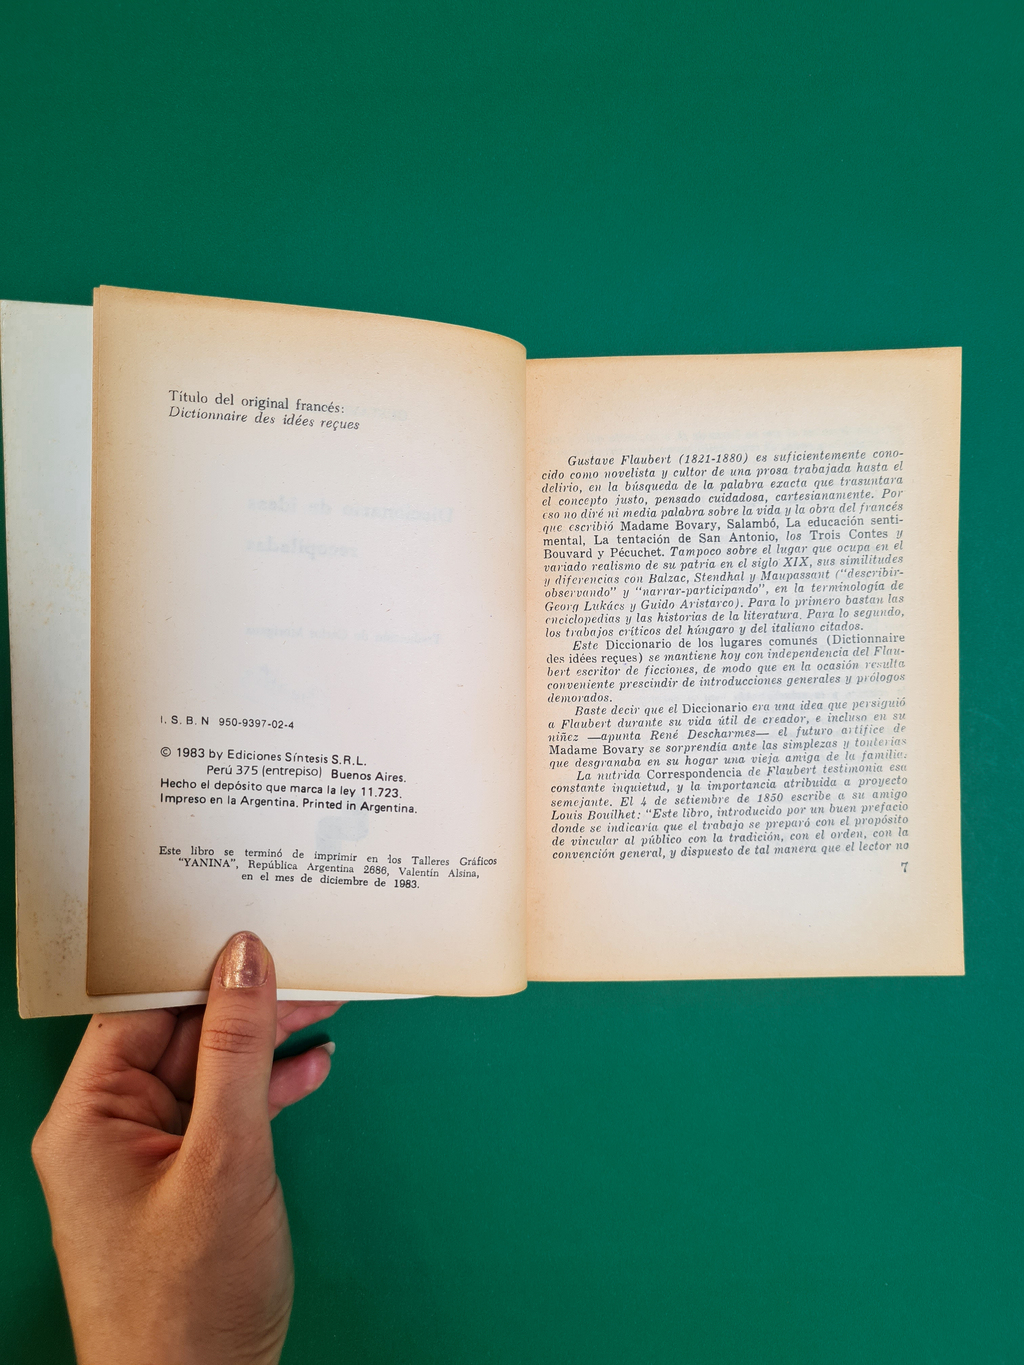 Título del original francés:
Dictionnaire des idées reçues
I. S. B. N 950-9397-02-4
© 1983 by Ediciones Síntesis S.R.L.
Perú 375 (entrepiso) Buenos Aires.
Hecho el depósito que marca la ley 11.723.
Impreso en la Argentina. Printed in Argentina.
Este libro se terminó de imprimir en los Talleres Gráficos
"YANINA", República Argentina 2686, Valentín Alsina,
en el mes de diciembre de 1983.
Gustave Flaubert (1821-1880) es suficientemente cono-
cido como novelista y cultor de una prosa trabajada hasta el
delirio, en la búsqueda de la palabra exacta que trasuntara
el concepto justo, pensado cuidadosa, cartesianamente. Por
eso no diré ni media palabra sobre la vida y la obra del francés
que escribió Madame Bovary, Salambó, La educación senti-
mental, La tentación de San Antonio, los Trois Contes y
Bouvard y Pécuchet. Tampoco sobre el lugar que ocupa en el
variado realismo de su patria en el siglo XIX, sus similitudes
y diferencias con Balzac, Stendhal y Maupassant ("describir-
observando" y "narrar-participando", en la terminología de
Georg Lukács y Guido Aristarco). Para lo primero bastan las
enciclopedias y las historias de la literatura. Para lo segundo,
los trabajos críticos del húngaro y del italiano citados.
Este Diccionario de los lugares comunes (Dictionnaire
des idées reçues) se mantiene hoy con independencia del Flau-
bert escritor de ficciones, de modo que en la ocasión resulta
conveniente prescindir de introducciones generales y prólogos
demorados.
Baste decir que el Diccionario era una idea que persiguió
a Flaubert durante su vida útil de creador, e incluso en su
niñez —apunta René Descharmes— el futuro artífice de
Madame Bovary se sorprendía ante las simplezas y tonterías
que desgranaba en su hogar una vieja amiga de la familia.
La nutrida Correspondencia de Flaubert testimonia esa
constante inquietud, y la importancia atribuida a proyecto
semejante. El 4 de setiembre de 1850 escribe a su amigo
Louis Bouilhet: "Este libro, introducido por un buen prefacio
donde se indicaría que el trabajo se preparó con el propósito
de vincular al público con la tradición, con el orden, con la
convención general, y dispuesto de tal manera que el lector no
7